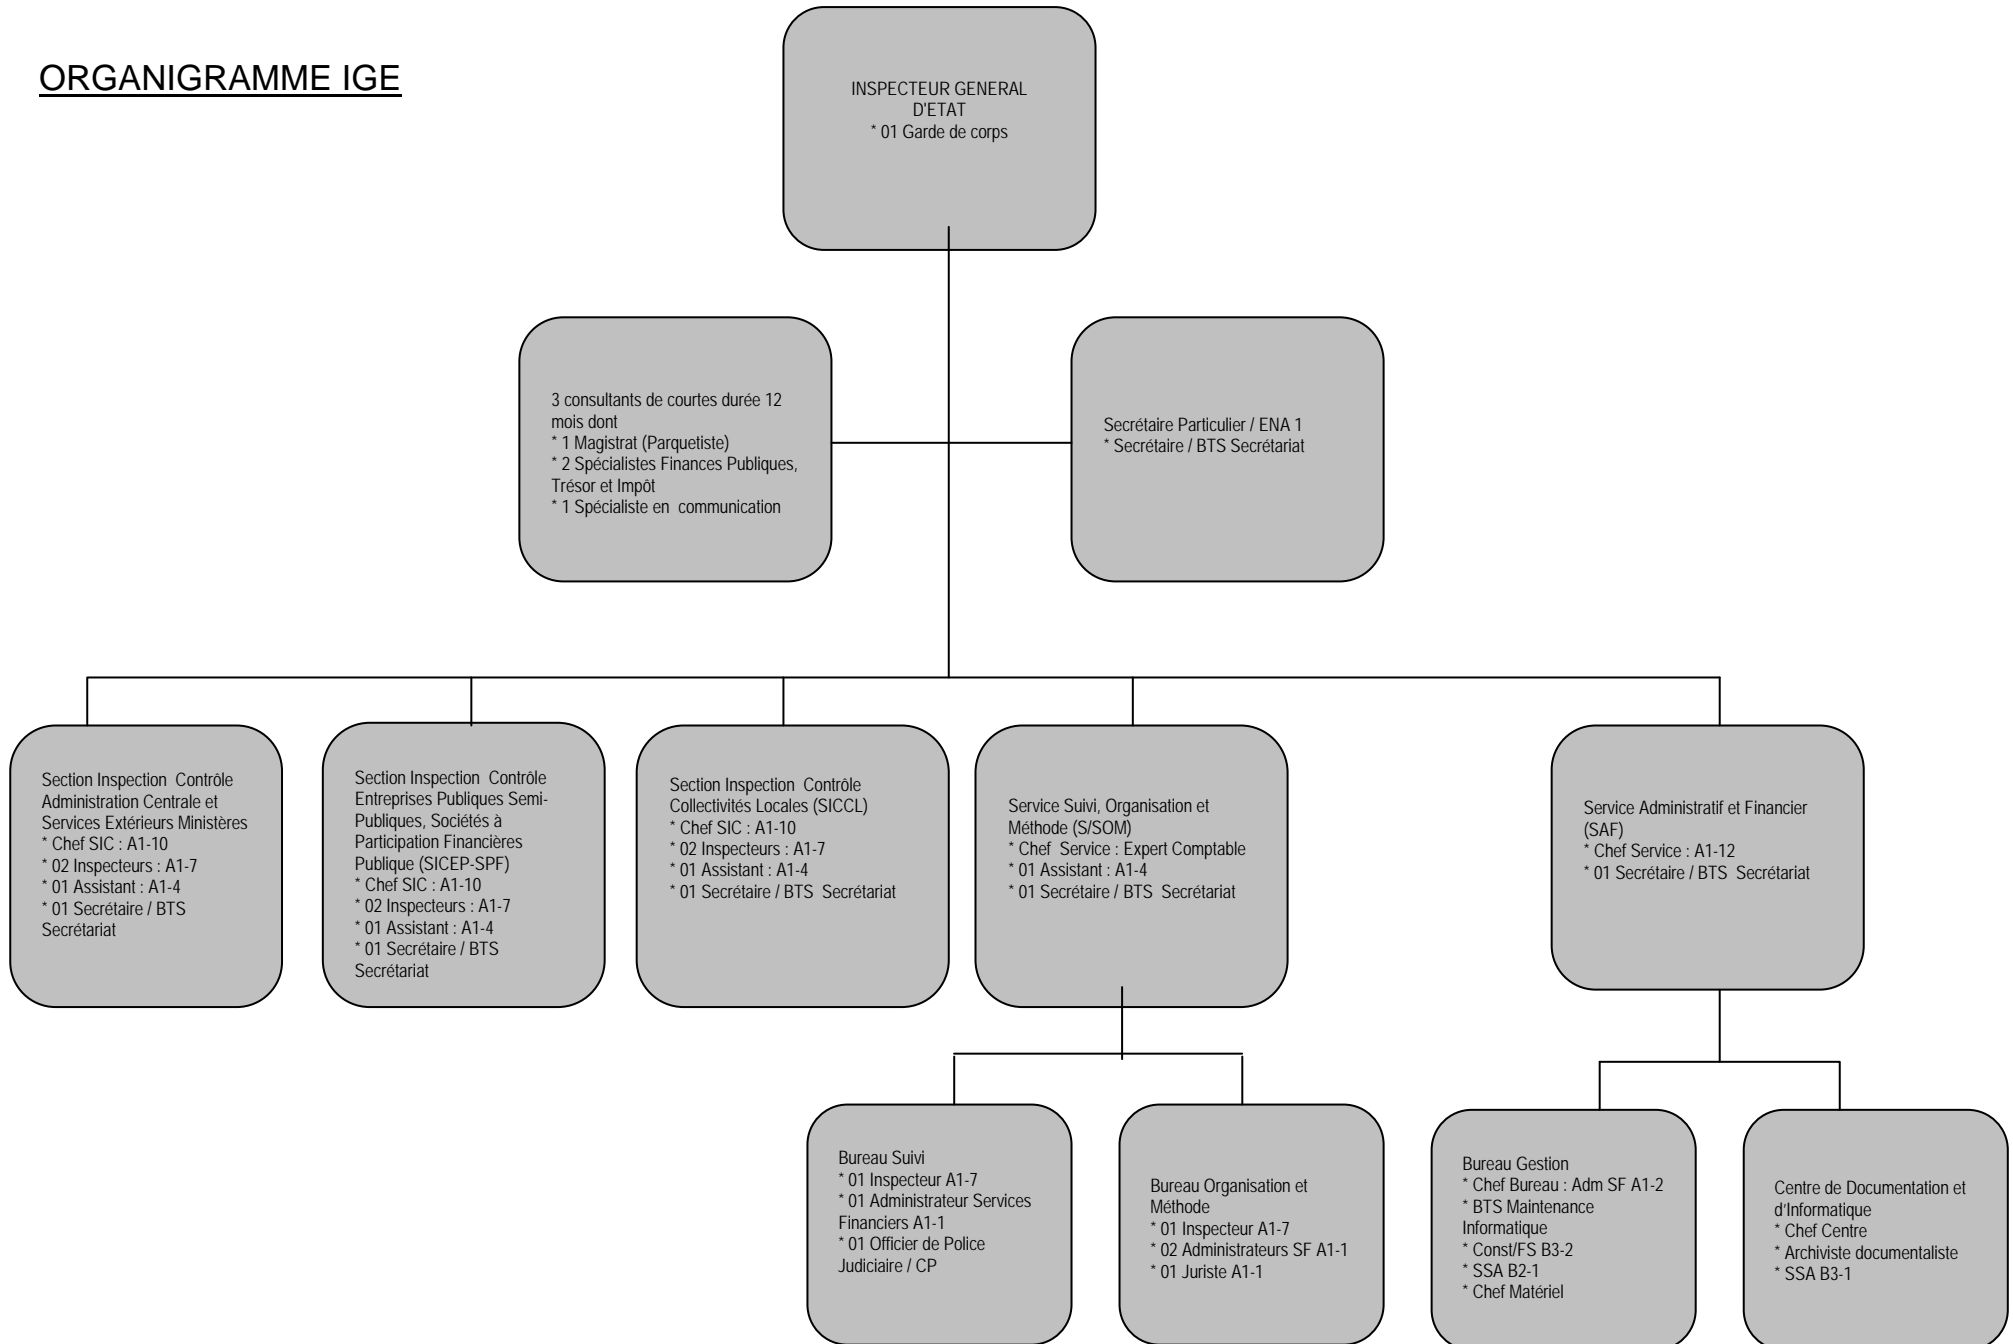 ORGANIGRAMME IGE
INSPECTEUR GENERAL
D'ETAT
* 01 Garde de corps
3 consultants de courtes durée 12
mois dont
* 1 Magistrat (Parquetiste)
* 2 Spécialistes Finances Publiques,
Trésor et Impôt
* 1 Spécialiste en  communication
Secrétaire Particulier / ENA 1
* Secrétaire / BTS Secrétariat
Section Inspection  Contrôle
Administration Centrale et
Services Extérieurs Ministères
* Chef SIC : A1-10
* 02 Inspecteurs : A1-7
* 01 Assistant : A1-4
* 01 Secrétaire / BTS
Secrétariat
Section Inspection  Contrôle
Entreprises Publiques Semi-
Publiques, Sociétés à
Participation Financières
Publique (SICEP-SPF)
* Chef SIC : A1-10
* 02 Inspecteurs : A1-7
* 01 Assistant : A1-4
* 01 Secrétaire / BTS
Secrétariat
Section Inspection  Contrôle
Collectivités Locales (SICCL)
* Chef SIC : A1-10
* 02 Inspecteurs : A1-7
* 01 Assistant : A1-4
* 01 Secrétaire / BTS  Secrétariat
Service Suivi, Organisation et
Méthode (S/SOM)
* Chef  Service : Expert Comptable
* 01 Assistant : A1-4
* 01 Secrétaire / BTS  Secrétariat
Service Administratif et Financier
(SAF)
* Chef Service : A1-12
* 01 Secrétaire / BTS  Secrétariat
Bureau Suivi
* 01 Inspecteur A1-7
* 01 Administrateur Services
Financiers A1-1
* 01 Officier de Police
Judiciaire / CP
Bureau Organisation et
Méthode
* 01 Inspecteur A1-7
* 02 Administrateurs SF A1-1
* 01 Juriste A1-1
Bureau Gestion
* Chef Bureau : Adm SF A1-2
* BTS Maintenance
Informatique
* Const/FS B3-2
* SSA B2-1
* Chef Matériel
Centre de Documentation et
d'Informatique
* Chef Centre
* Archiviste documentaliste
* SSA B3-1